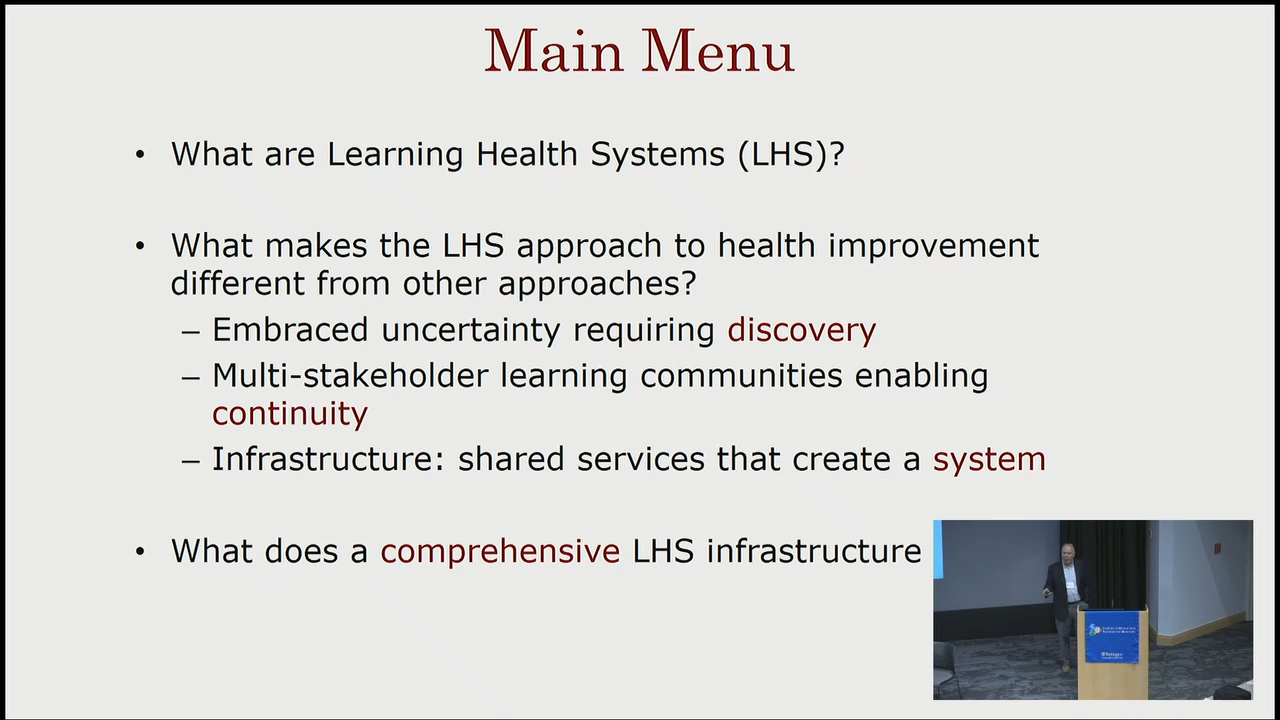 Main Menu
• What are Learning Health Systems (LHS)?
• What makes the LHS approach to health improvement
different from other approaches?
– Embraced uncertainty requiring discovery
– Multi-stakeholder learning communities enabling
continuity
– Infrastructure: shared services that create a system
• What does a comprehensive LHS infrastructure